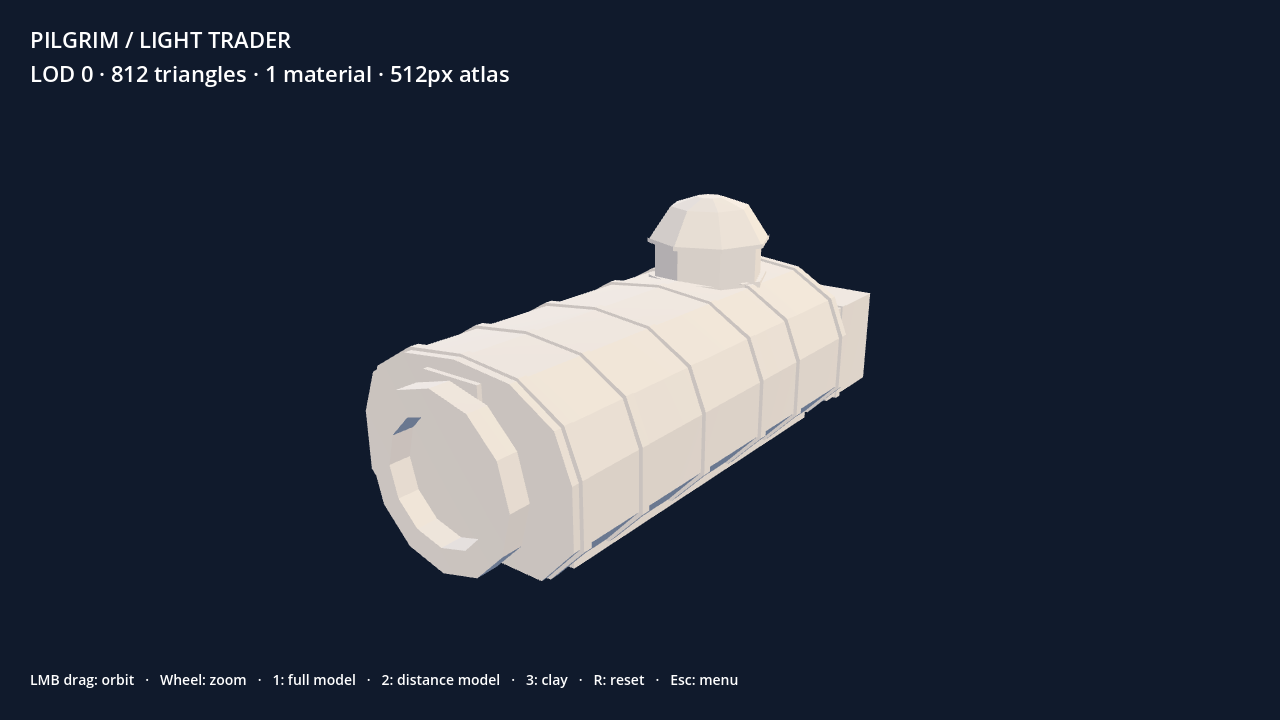 PILGRIM / LIGHT TRADER
LOD 0 · 812 triangles · 1 material · 512px atlas
LMB drag: orbit · Wheel: zoom · 1: full model · 2: distance model · 3: clay · R: reset · Esc: menu